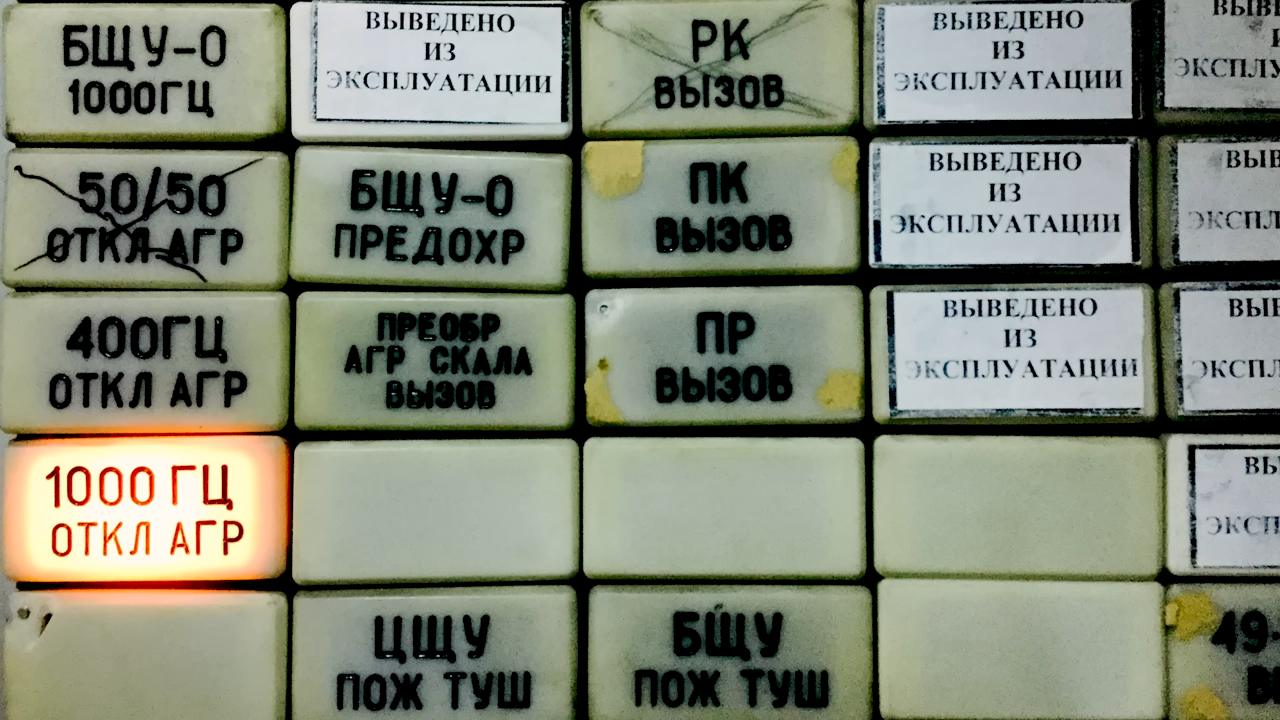 БЩУ-0
1000ГЦ
ВЫВЕДЕНО
ИЗ
ЭКСПЛУАТАЦИИ
РК
ВЫЗОВ
ВЫВЕДЕНО
ИЗ
ЭКСПЛУАТАЦИИ
50/50
ОТКЛ АГР
БЩУ-0
ПРЕДОХР
ПК
ВЫЗОВ
ВЫВЕДЕНО
ИЗ
ЭКСПЛУАТАЦИИ
400ГЦ
ОТКЛ АГР
ПРЕОБР
АГР СКАЛА
ВЫЗОВ
ПР
ВЫЗОВ
ВЫВЕДЕНО
ИЗ
ЭКСПЛУАТАЦИИ
1000 ГЦ
ОТКЛ АГР
ЦЩУ
ПОЖ ТУШ
БЩУ
ПОЖ ТУШ